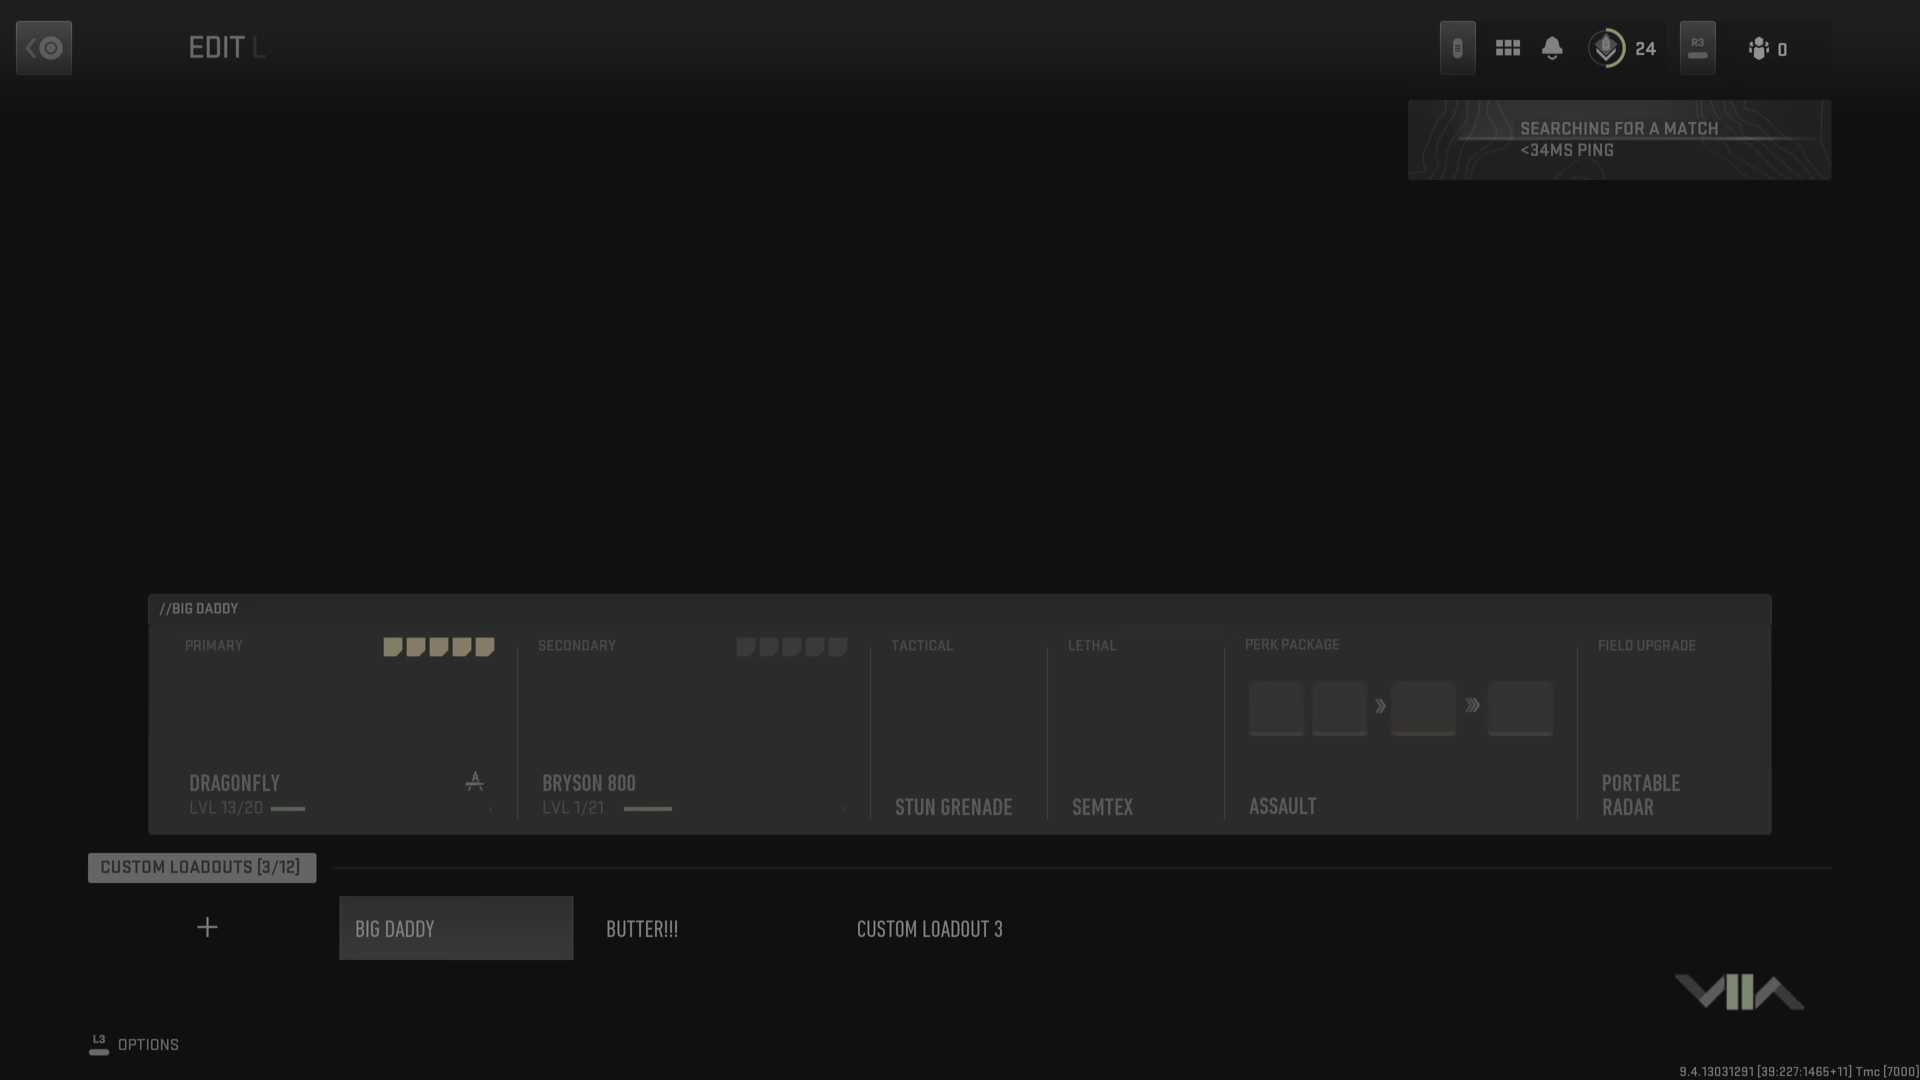 EDIT L
24
R3
0
SEARCHING FOR A MATCH
<34MS PING
//BIG DADDY
PRIMARY
SECONDARY
TACTICAL
LETHAL
PERK PACKAGE
FIELD UPGRADE
DRAGONFLY
LVL 13/20
BRYSON 800
LVL 1/21
STUN GRENADE
SEMTEX
ASSAULT
PORTABLE
RADAR
CUSTOM LOADOUTS [3/12]
+
BIG DADDY
BUTTER!!!
CUSTOM LOADOUT 3
L3
OPTIONS
9.4.13031291 [39:227:1465+11] Tmc [7000]